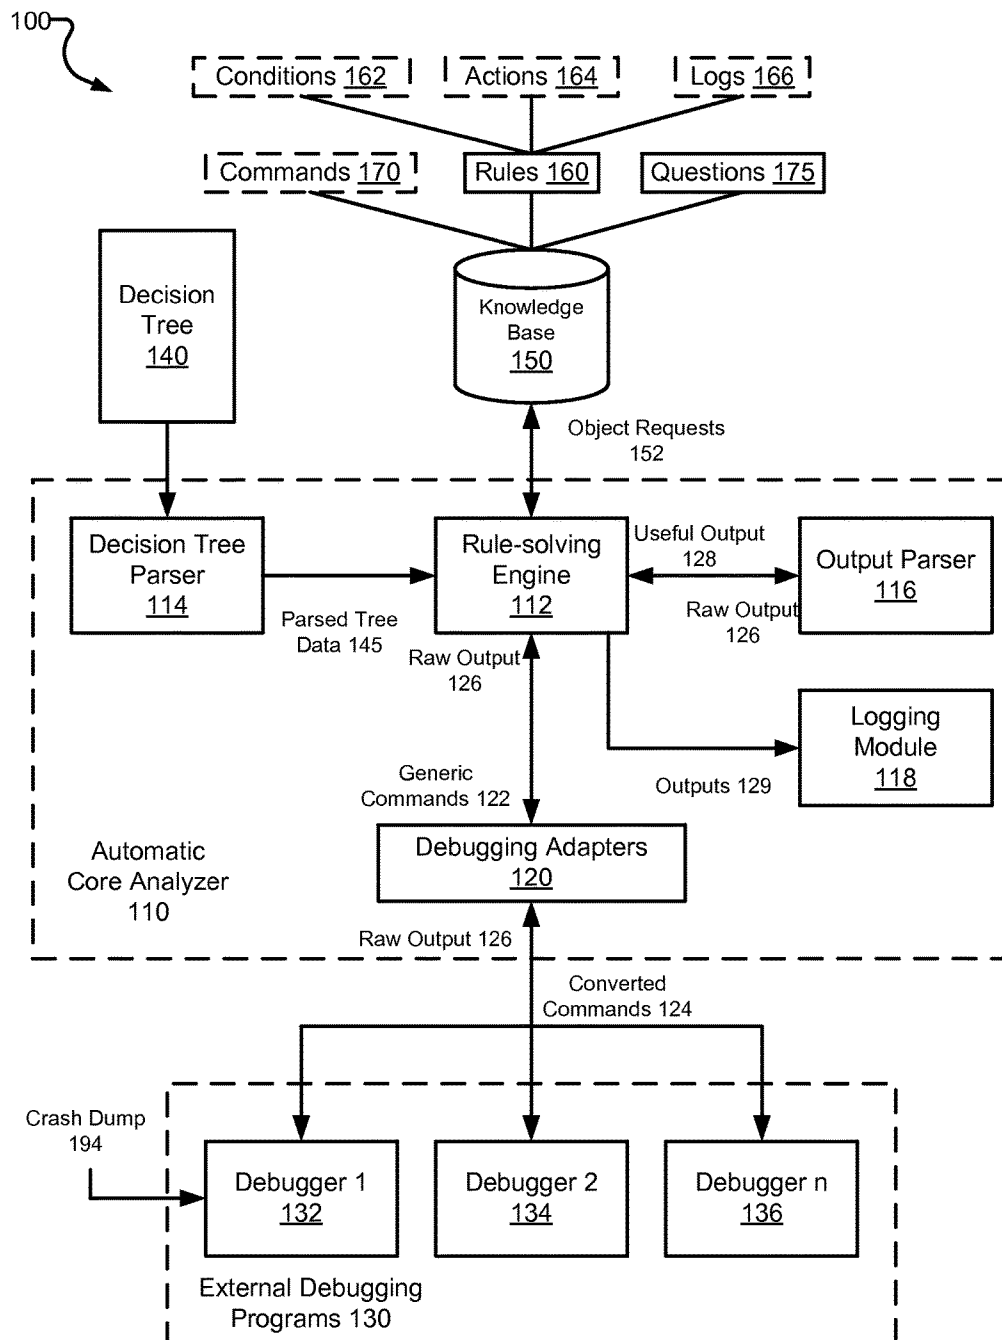 100
Conditions 162
Actions 164
Logs 166
Commands 170
Rules 160
Questions 175
Decision
Tree
140
Knowledge
Base
150
Object Requests
152
Decision Tree
Parser
114
Parsed Tree
Data 145
Rule-solving
Engine
112
Useful Output
128
Raw Output
126
Output Parser
116
Raw Output
126
Logging
Module
118
Outputs 129
Generic
Commands 122
Debugging Adapters
120
Automatic
Core Analyzer
110
Raw Output 126
Converted
Commands 124
Crash Dump
194
Debugger 1
132
Debugger 2
134
Debugger n
136
External Debugging
Programs 130